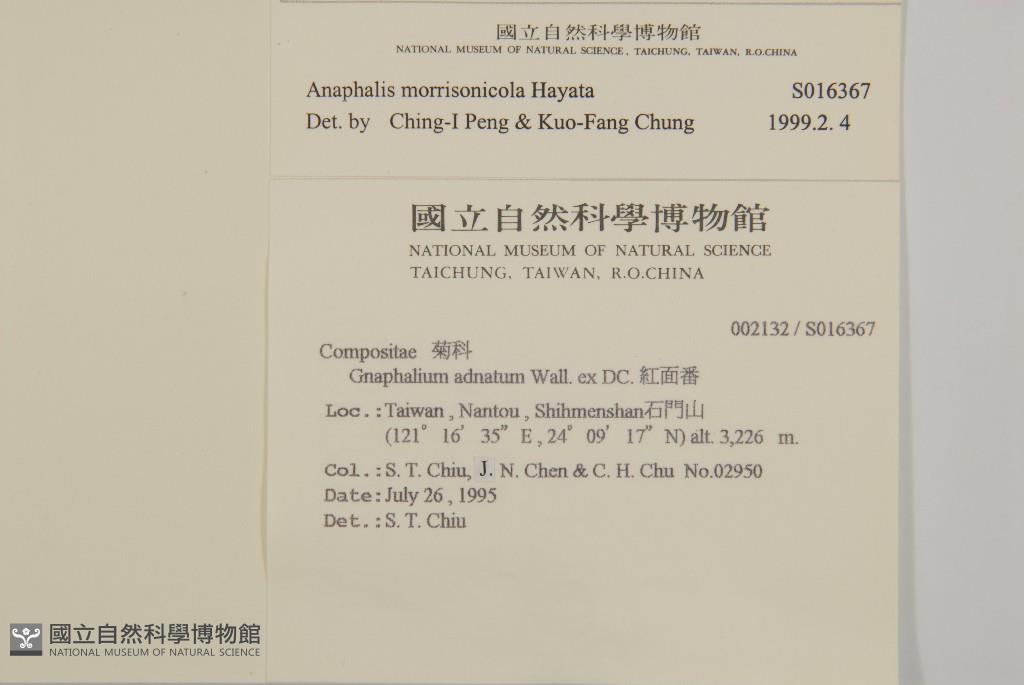 國立自然科學博物館
NATIONAL MUSEUM OF NATURAL SCIENCE, TAICHUNG, TAIWAN, R.O.CHINA
Anaphalis morrisonicola Hayata S016367
Det. by Ching-I Peng & Kuo-Fang Chung 1999.2. 4
國立自然科學博物館
NATIONAL MUSEUM OF NATURAL SCIENCE
TAICHUNG, TAIWAN, R.O.CHINA
002132 / S016367
Compositae 菊科
Gnaphalium adnatum Wall. ex DC. 紅面番
Loc.: Taiwan , Nantou , Shihmenshan石門山
(121° 16′ 35″ E , 24° 09′ 17″ N) alt. 3,226 m.
Col.: S. T. Chiu, J. N. Chen & C. H. Chu No.02950
Date: July 26 , 1995
Det.: S. T. Chiu
國立自然科學博物館
NATIONAL MUSEUM OF NATURAL SCIENCE